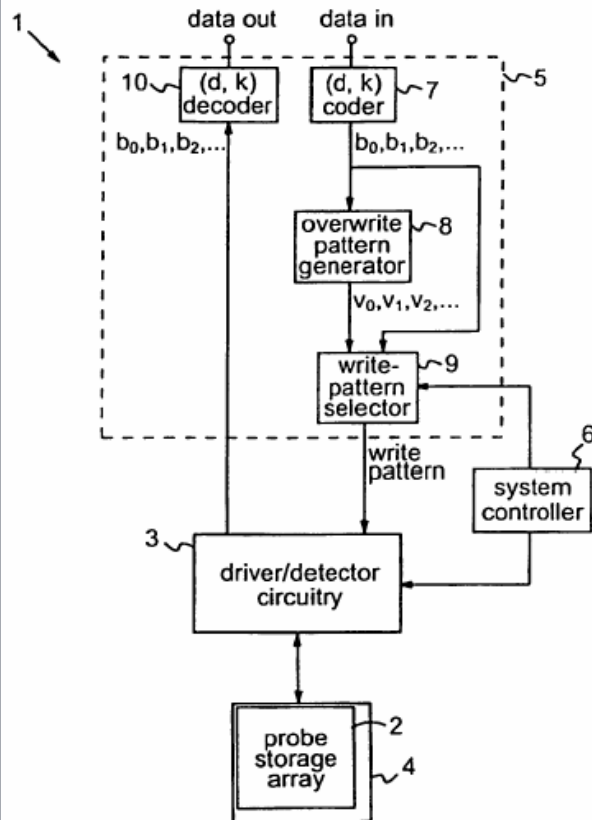 1
data out
data in
10
(d, k)
decoder
(d, k)
coder
7
5
b₀,b₁,b₂,...
b₀,b₁,b₂,...
overwrite
pattern
generator
8
v₀,v₁,v₂,...
write-
pattern
selector
9
write
pattern
6
system
controller
3
driver/detector
circuitry
probe
storage
array
2
4